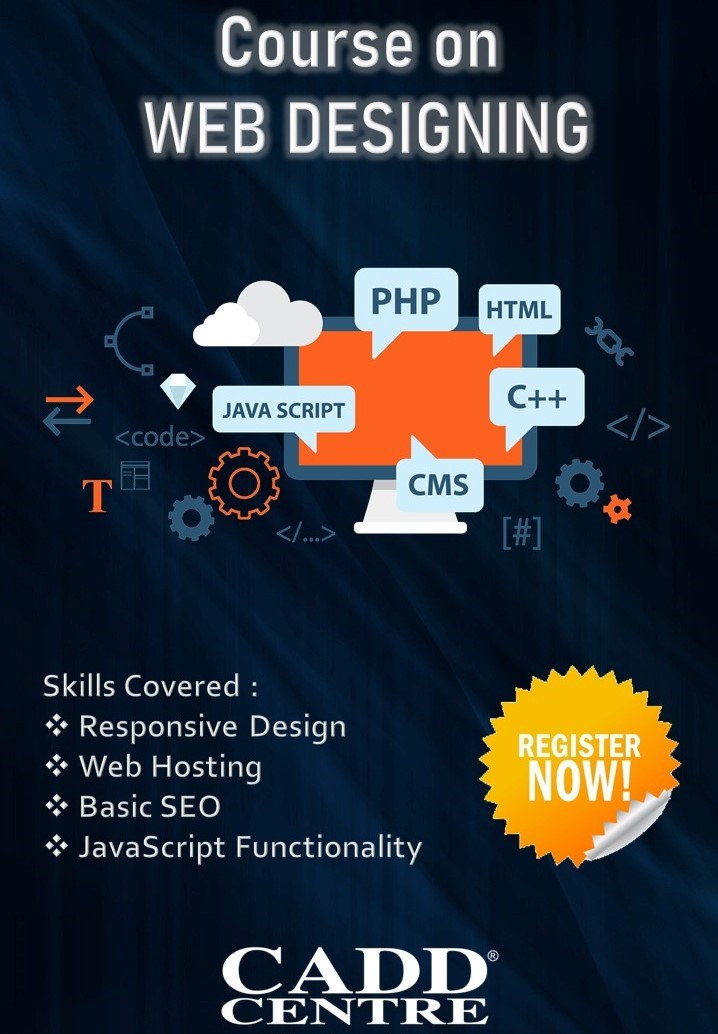 Course on
WEB DESIGNING
PHP
HTML
JAVA SCRIPT
C++
<code>
</>
T
CMS
</...>
[#]
Skills Covered :
❖ Responsive Design
❖ Web Hosting
❖ Basic SEO
❖ JavaScript Functionality
REGISTER
NOW!
CADD®
CENTRE